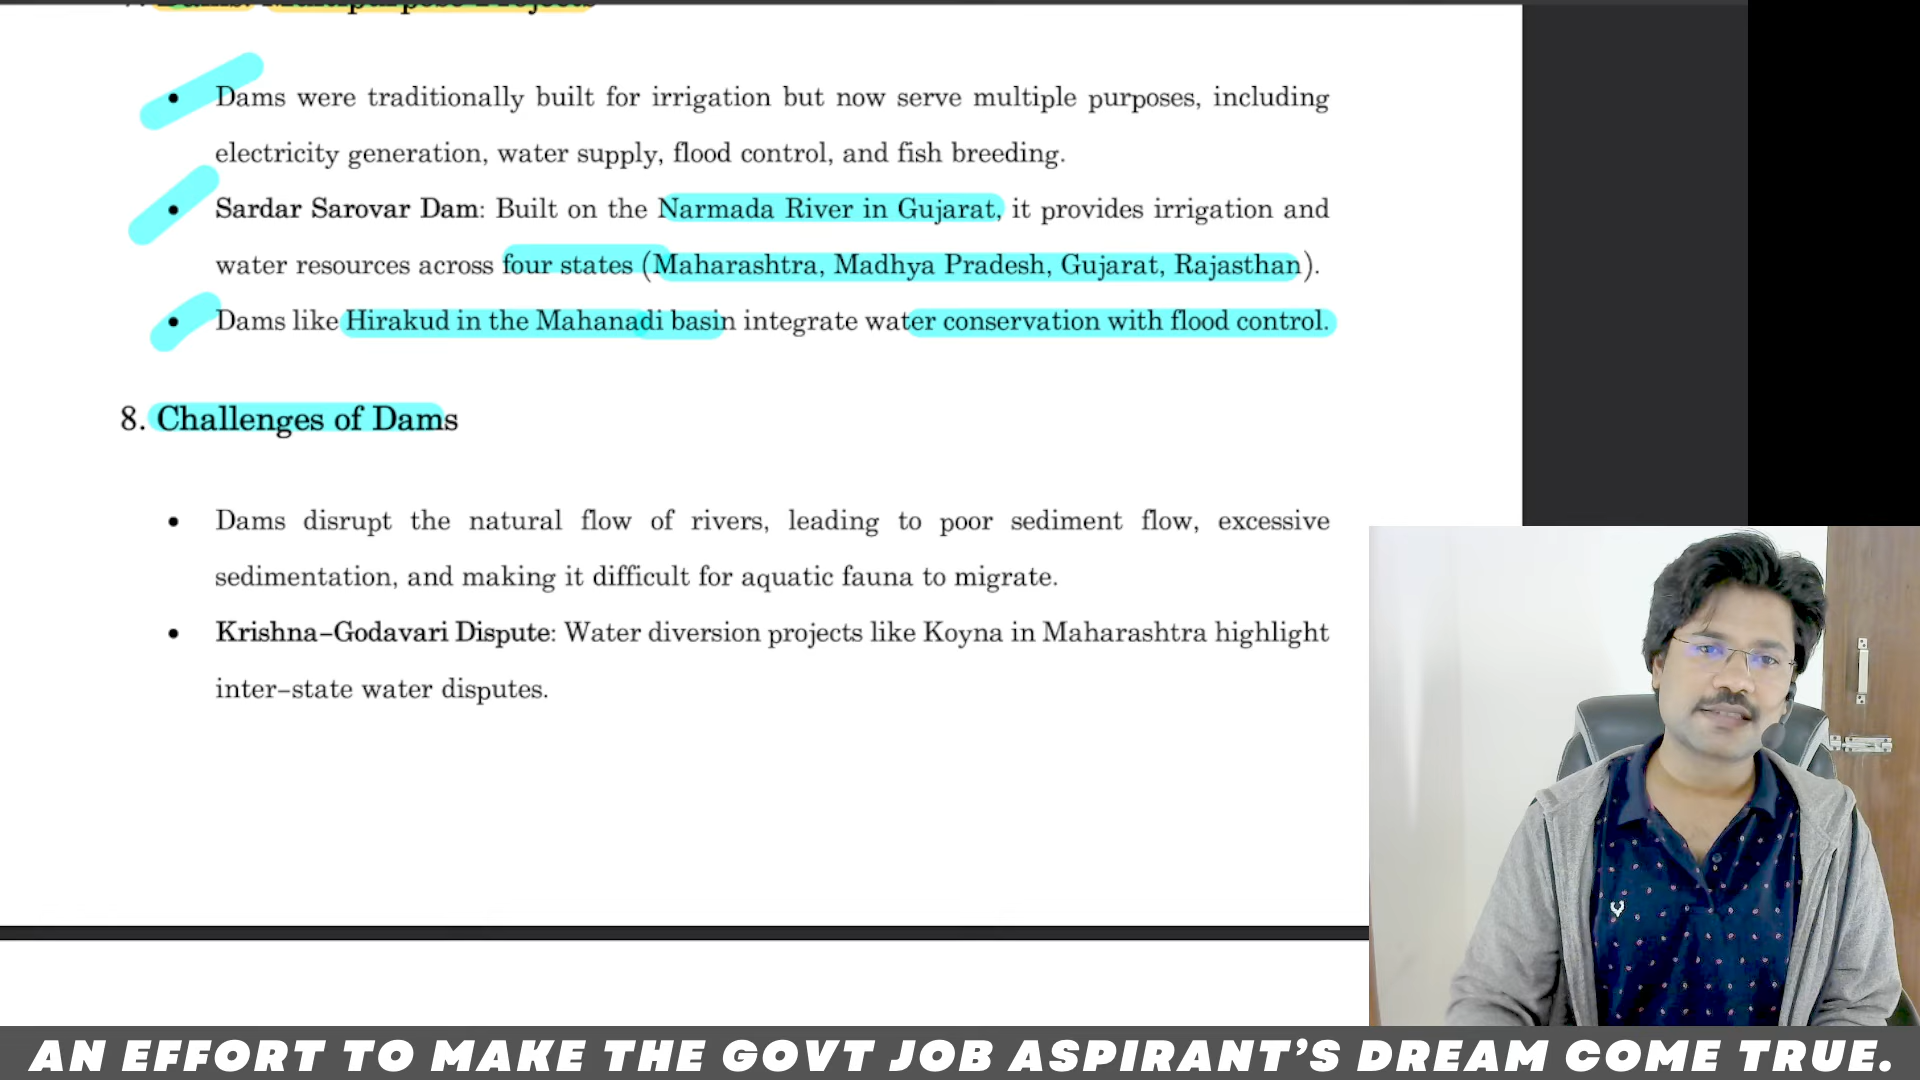 7. Dams: Multipurpose Projects
• Dams were traditionally built for irrigation but now serve multiple purposes, including
electricity generation, water supply, flood control, and fish breeding.
• Sardar Sarovar Dam: Built on the Narmada River in Gujarat, it provides irrigation and
water resources across four states (Maharashtra, Madhya Pradesh, Gujarat, Rajasthan).
• Dams like Hirakud in the Mahanadi basin integrate water conservation with flood control.
8. Challenges of Dams
• Dams disrupt the natural flow of rivers, leading to poor sediment flow, excessive
sedimentation, and making it difficult for aquatic fauna to migrate.
• Krishna-Godavari Dispute: Water diversion projects like Koyna in Maharashtra highlight
inter-state water disputes.
AN EFFORT TO MAKE THE GOVT JOB ASPIRANT'S DREAM COME TRUE.